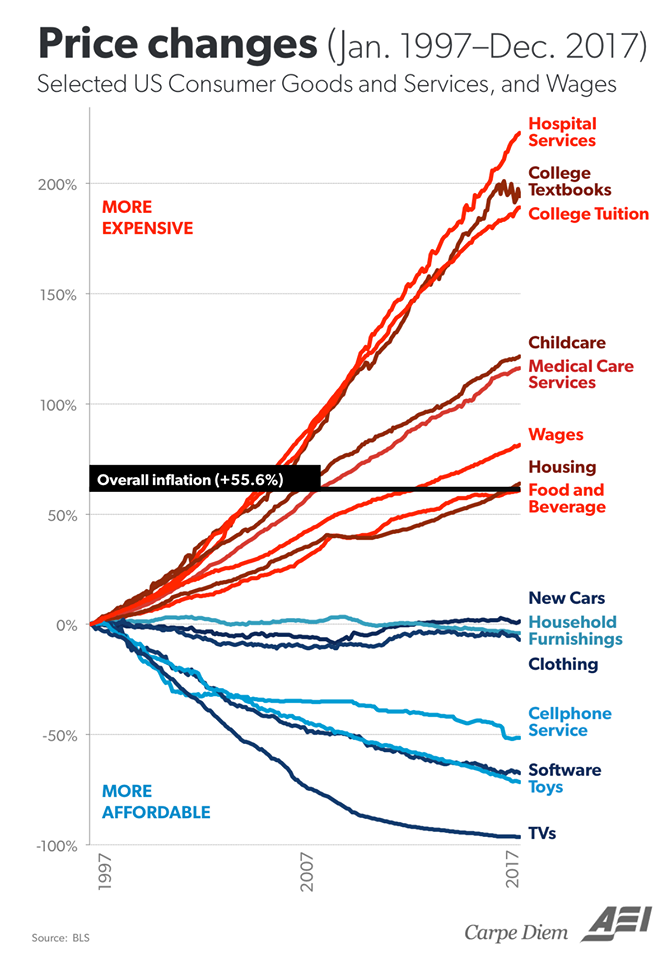 Price changes (Jan. 1997–Dec. 2017)
Selected US Consumer Goods and Services, and Wages
Hospital
Services
College
Textbooks
College Tuition
200%
MORE
EXPENSIVE
150%
Childcare
Medical Care
Services
100%
Wages
Housing
Overall inflation (+55.6%)
Food and
Beverage
50%
New Cars
0%
Household
Furnishings
Clothing
Cellphone
Service
-50%
Software
Toys
MORE
AFFORDABLE
TVs
-100%
1997
2007
2017
Source: BLS
Carpe Diem
AEI